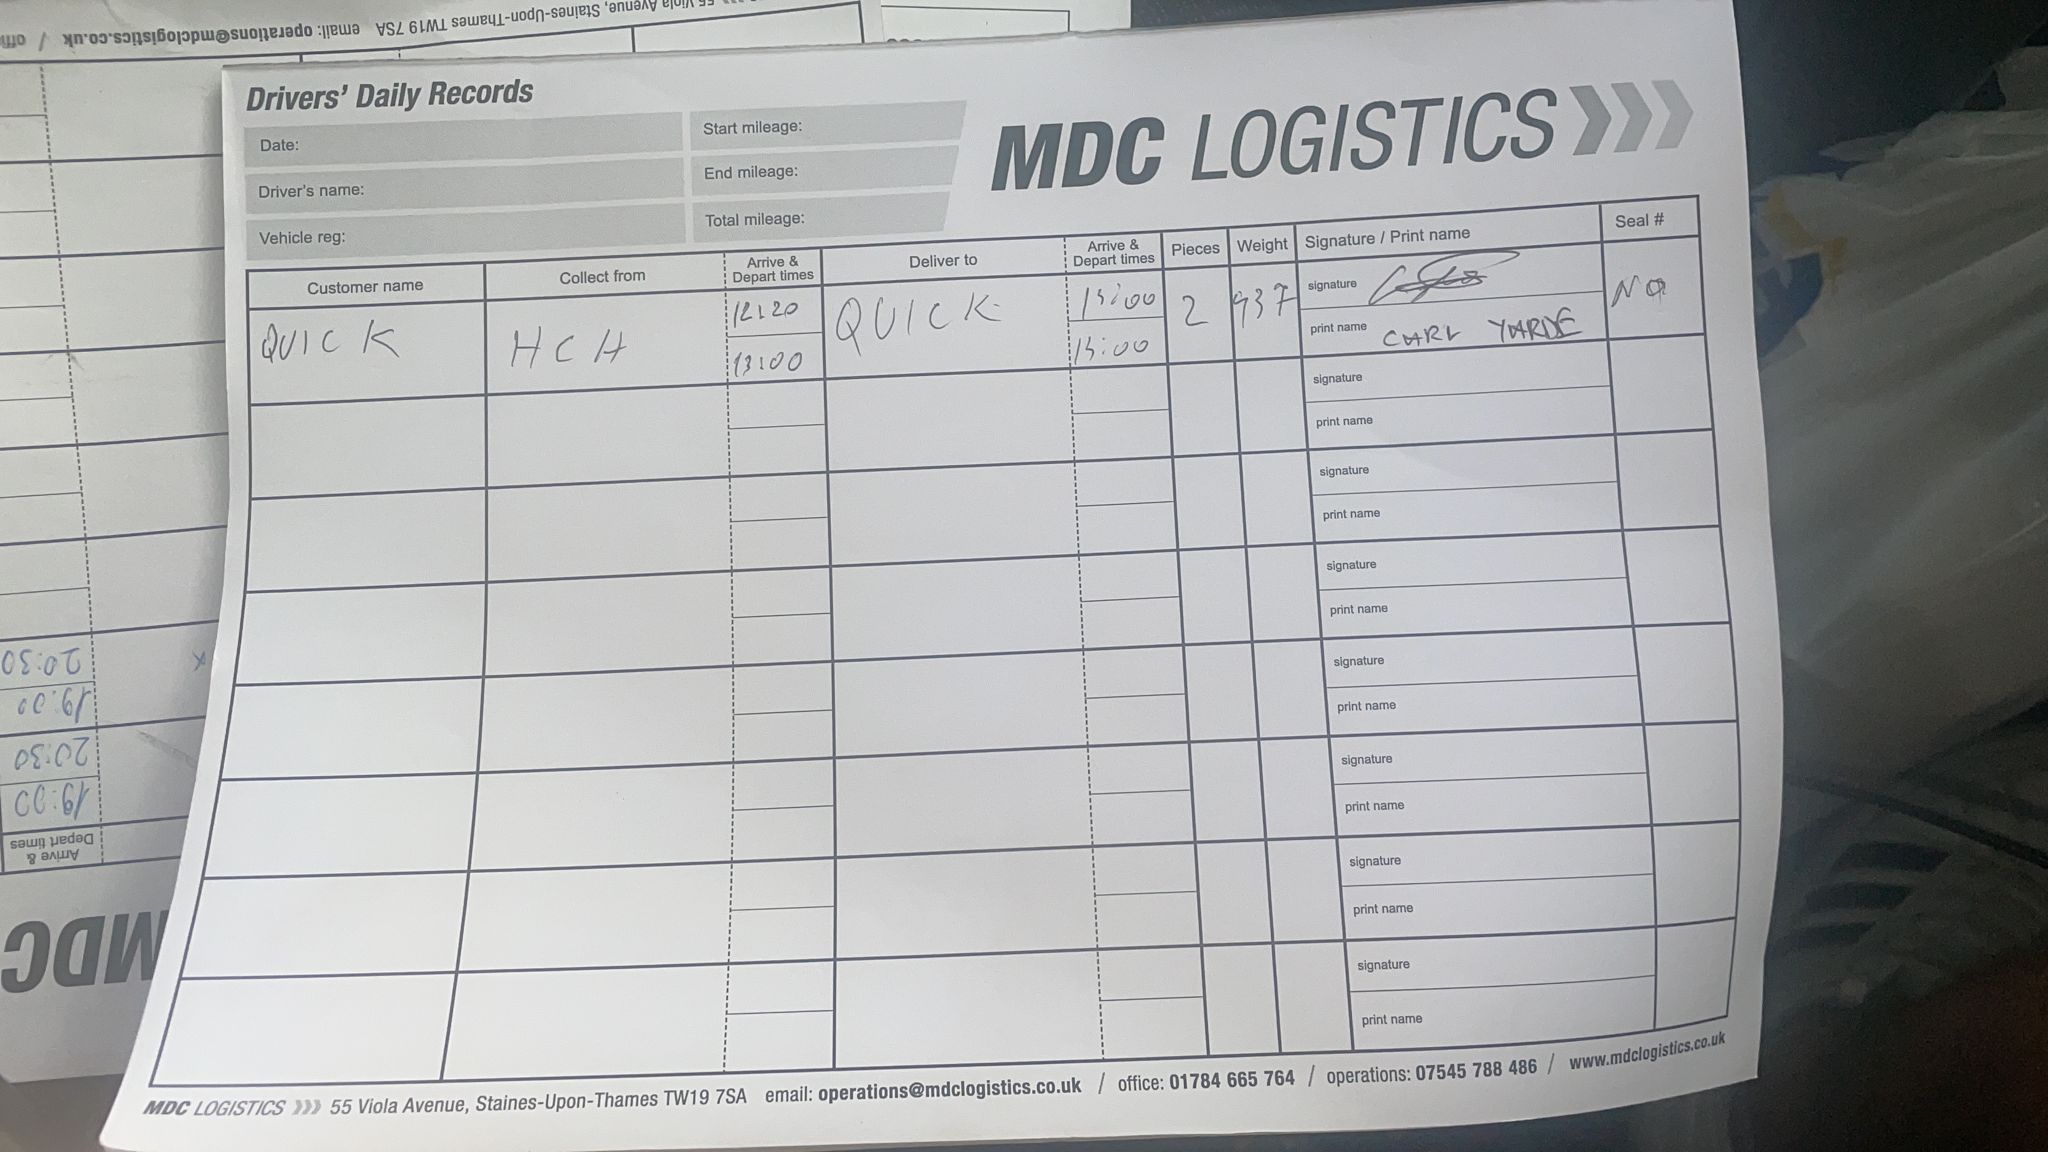 55 Viola Avenue, Staines-Upon-Thames TW19 7SA email: operations@mdclogistics.co.uk /
Drivers' Daily Records
MDC LOGISTICS
Date:
Start mileage:
Driver's name:
End mileage:
Vehicle reg:
Total mileage:
Customer name Collect from Arrive & Depart times Deliver to Arrive & Depart times Pieces Weight Signature / Print name Seal #
QUICK HCH 12:20 QUICK 15:00 2 937 signature NO
13:00 15:00 print name CARL YARDE
signature
print name
signature
print name
signature
print name
signature
print name
signature
print name
signature
print name
signature
print name
MDC LOGISTICS 55 Viola Avenue, Staines-Upon-Thames TW19 7SA email: operations@mdclogistics.co.uk / office: 01784 665 764 / operations: 07545 788 486 / www.mdclogistics.co.uk
MDC
Arrive &
Depart times
19:00
20:30
19:00
20:30